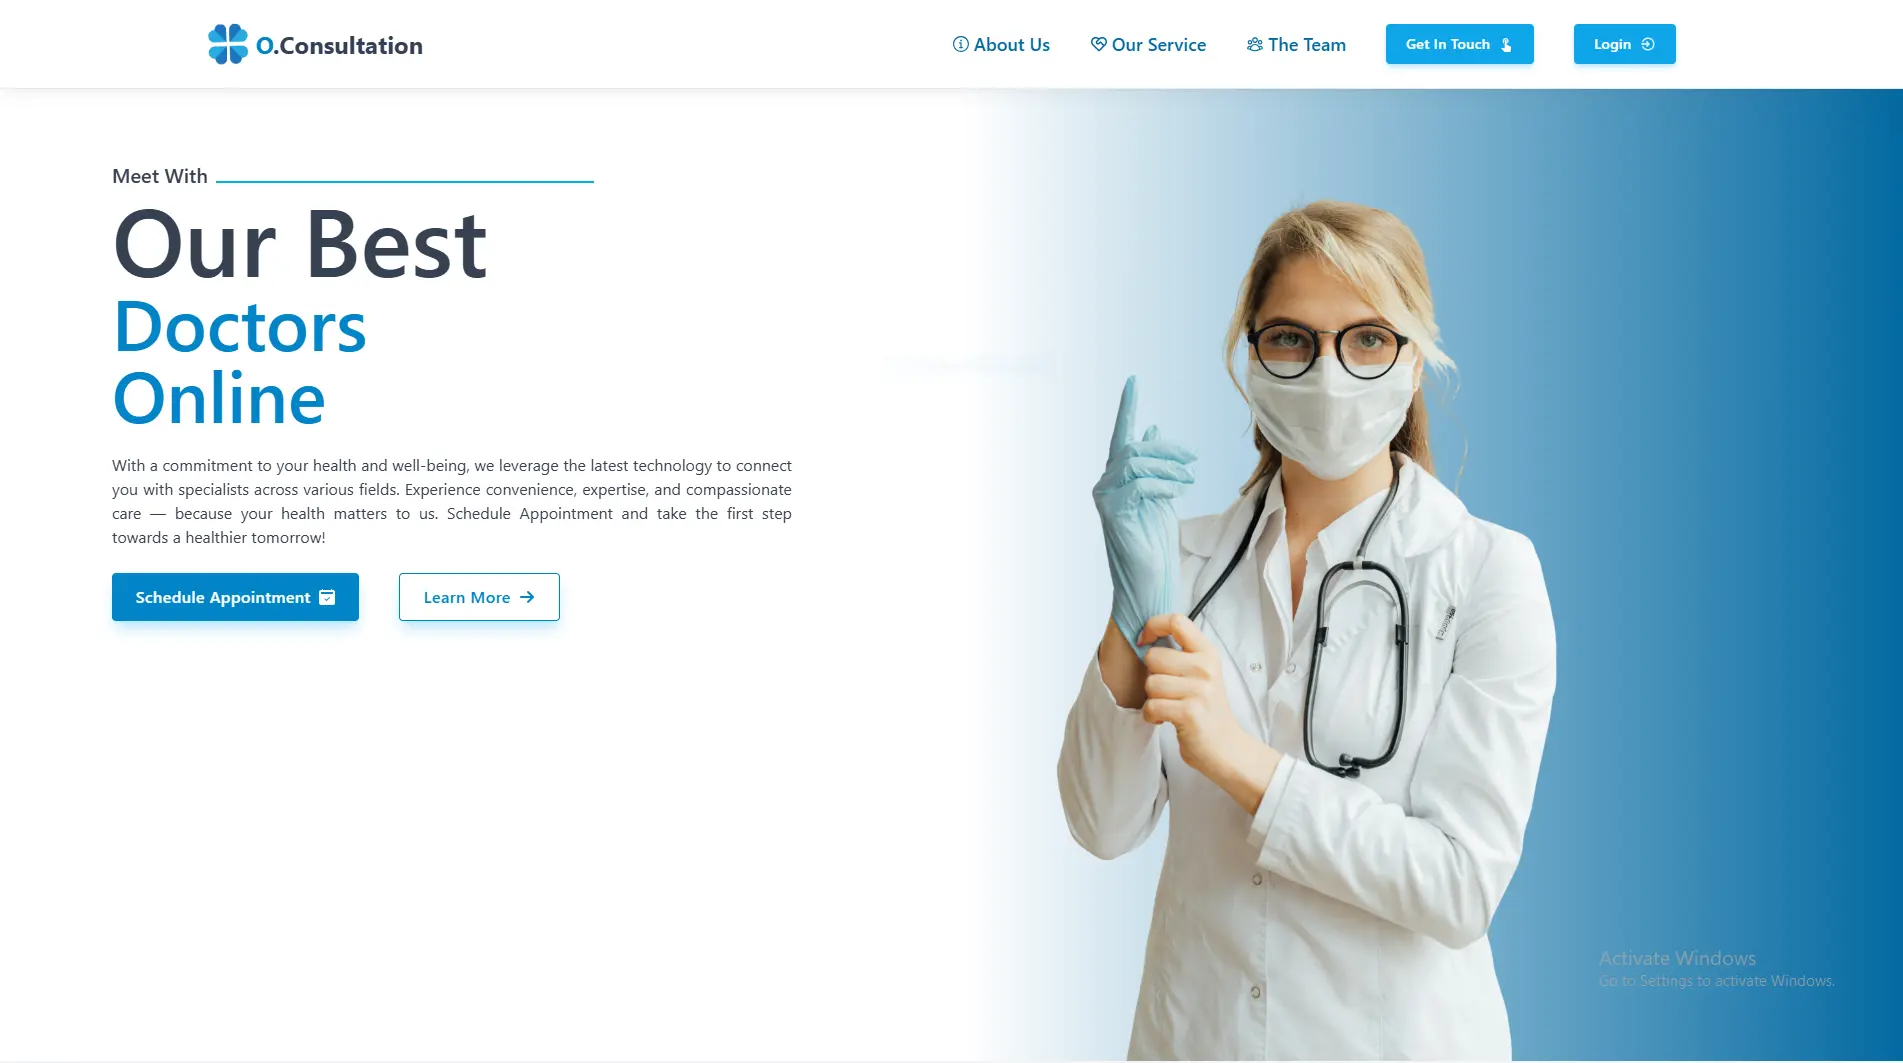 O.Consultation
About Us
Our Service
The Team
Get In Touch
Login
Meet With
Our Best
Doctors
Online
With a commitment to your health and well-being, we leverage the latest technology to connect
you with specialists across various fields. Experience convenience, expertise, and compassionate
care — because your health matters to us. Schedule Appointment and take the first step
towards a healthier tomorrow!
Schedule Appointment
Learn More
Activate Windows
Go to Settings to activate Windows.